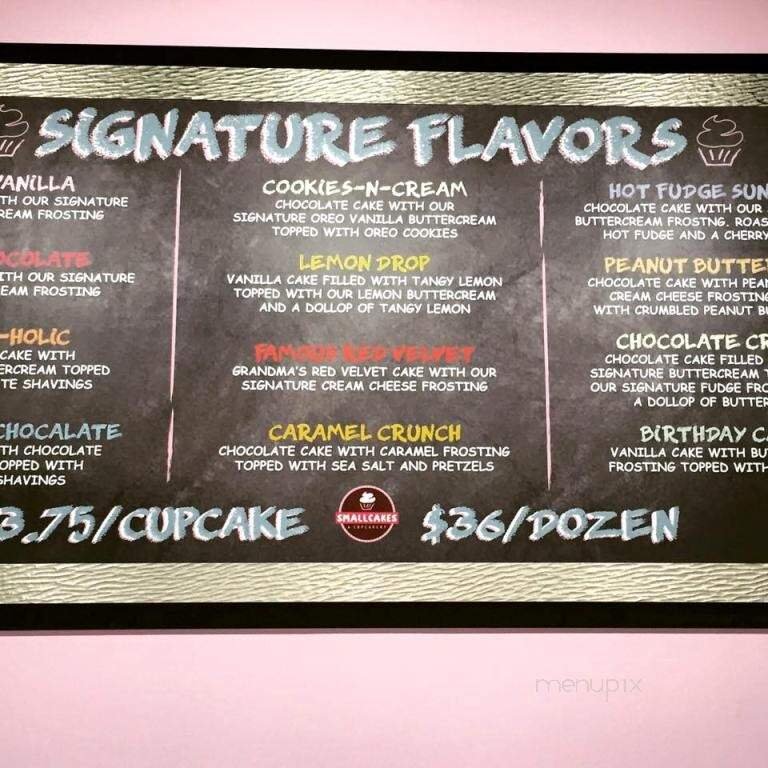 SIGNATURE FLAVORS
VANILLA
TH OUR SIGNATURE
REAM FROSTING
OCOLATE
ITH OUR SIGNATURE
EAM FROSTING
-HOLIC
CAKE WITH
ERCREAM TOPPED
TE SHAVINGS
CHOCALATE
TH CHOCOLATE
OPPED WITH
SHAVINGS
COOKIES-N-CREAM
CHOCOLATE CAKE WITH OUR
SIGNATURE OREO VANILLA BUTTERCREAM
TOPPED WITH OREO COOKIES
LEMON DROP
VANILLA CAKE FILLED WITH TANGY LEMON
TOPPED WITH OUR LEMON BUTTERCREAM
AND A DOLLOP OF TANGY LEMON
FAMOUS RED VELVET
GRANDMA'S RED VELVET CAKE WITH OUR
SIGNATURE CREAM CHEESE FROSTING
CARAMEL CRUNCH
CHOCOLATE CAKE WITH CARAMEL FROSTING
TOPPED WITH SEA SALT AND PRETZELS
HOT FUDGE SUN
CHOCOLATE CAKE WITH OUR
BUTTERCREAM FROSTNG. ROAS
HOT FUDGE AND A CHERRY
PEANUT BUTTE
CHOCOLATE CAKE WITH PEAN
CREAM CHEESE FROSTING
WITH CRUMBLED PEANUT B
CHOCOLATE CR
CHOCOLATE CAKE FILLED
SIGNATURE BUTTERCREAM T
OUR SIGNATURE FUDGE FRO
A DOLLOP OF BUTTER
BIRTHDAY CA
VANILLA CAKE WITH BU
FROSTING TOPPED WITH
3.75/CUPCAKE
SMALLCAKES
A CUPCAKERY
$36/DOZEN
menupix